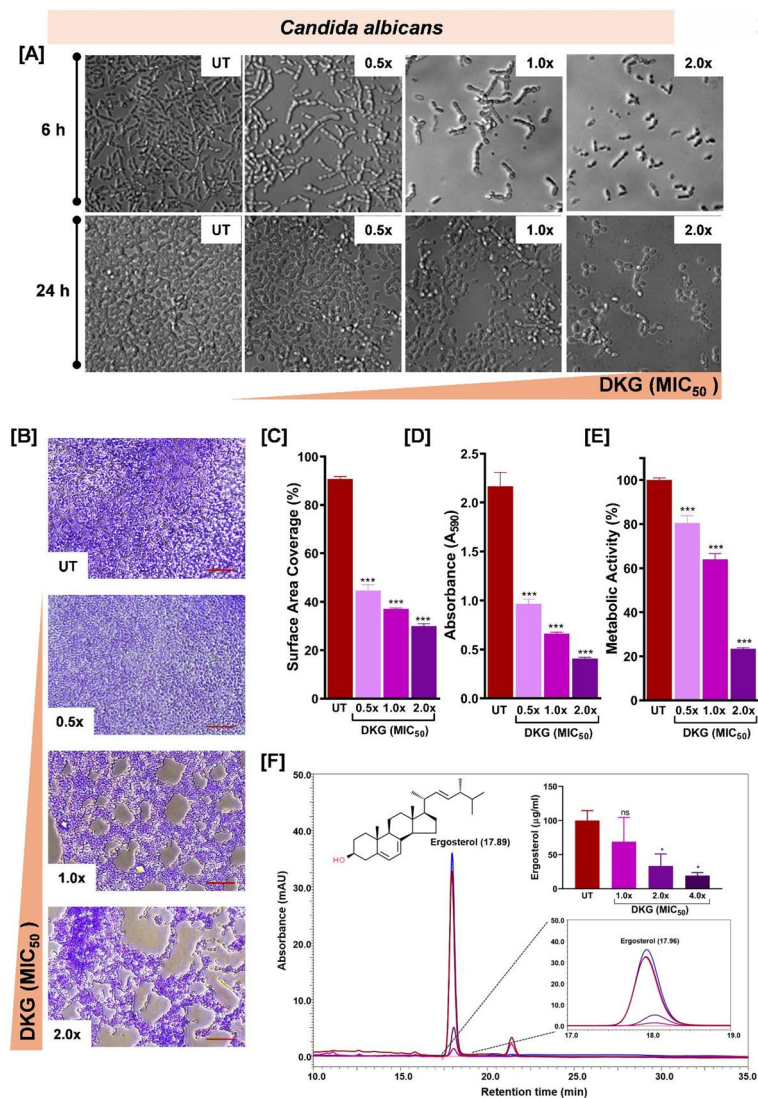 Candida albicans
[A]
UT
0.5x
1.0x
2.0x
6 h
UT
0.5x
1.0x
2.0x
24 h
DKG (MIC50)
[B]
UT
0.5x
1.0x
2.0x
DKG (MIC50)
[C]
Surface Area Coverage (%)
100
80
60
40
20
0
***
***
***
UT
0.5x 1.0x 2.0x
DKG (MIC50)
[D]
Absorbance (A590)
2.5
2.0
1.5
1.0
0.5
0.0
***
***
***
UT
0.5x 1.0x 2.0x
DKG (MIC50)
[E]
Metabolic Activity (%)
100
80
60
40
20
0
***
***
***
UT
0.5x 1.0x 2.0x
DKG (MIC50)
[F]
Absorbance (mAU)
50.0
40.0
30.0
20.0
10.0
0.0
HO
Ergosterol (17.89)
Ergosterol (µg/ml)
150
100
50
0
ns
*
*
UT
1.0x 2.0x 4.0x
DKG (MIC50)
50.0
40.0
30.0
20.0
10.0
0.0
Ergosterol (17.96)
17.0 18.0 19.0
10.0 15.0 20.0 25.0 30.0 35.0
Retention time (min)